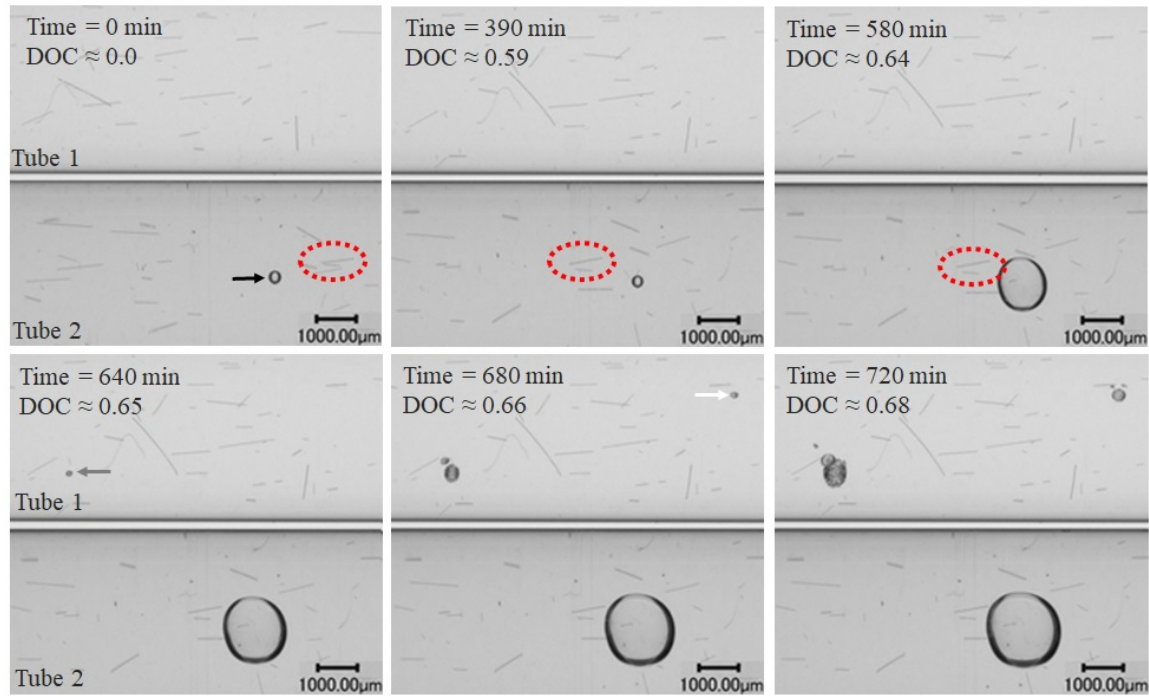 Time = 0 min
DOC ≈ 0.0
Tube 1
Tube 2
1000.00µm
Time = 390 min
DOC ≈ 0.59
1000.00µm
Time = 580 min
DOC ≈ 0.64
1000.00µm
Time = 640 min
DOC ≈ 0.65
Tube 1
Tube 2
1000.00µm
Time = 680 min
DOC ≈ 0.66
1000.00µm
Time = 720 min
DOC ≈ 0.68
1000.00µm